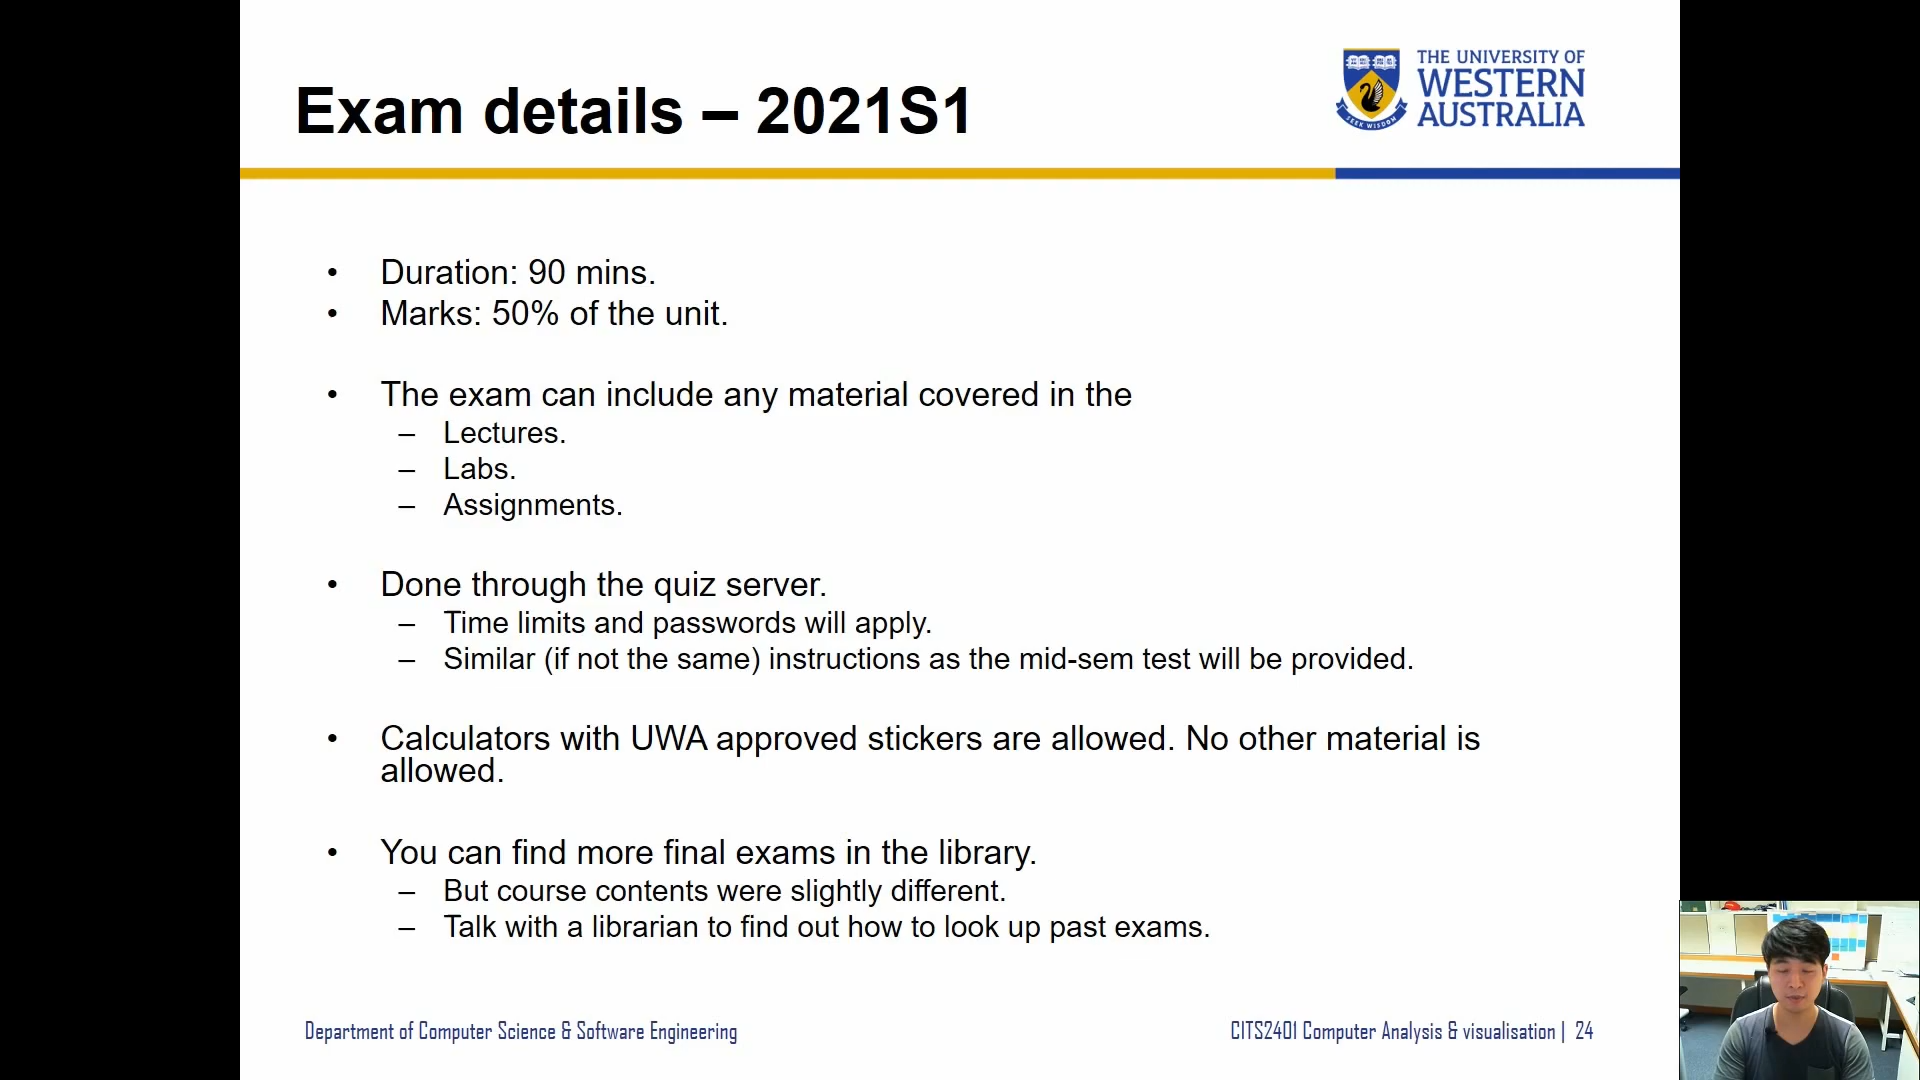 Exam details – 2021S1
THE UNIVERSITY OF
WESTERN
AUSTRALIA
SEEK WISDOM
• Duration: 90 mins.
• Marks: 50% of the unit.
• The exam can include any material covered in the
– Lectures.
– Labs.
– Assignments.
• Done through the quiz server.
– Time limits and passwords will apply.
– Similar (if not the same) instructions as the mid-sem test will be provided.
• Calculators with UWA approved stickers are allowed. No other material is
allowed.
• You can find more final exams in the library.
– But course contents were slightly different.
– Talk with a librarian to find out how to look up past exams.
Department of Computer Science & Software Engineering
CITS2401 Computer Analysis & visualisation | 24